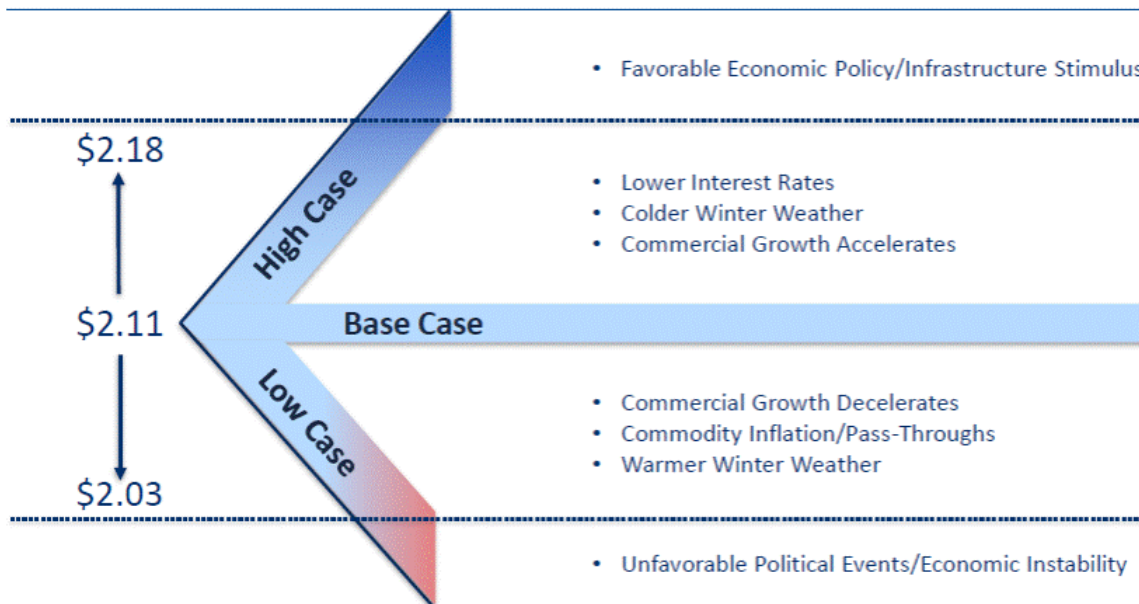 • Favorable Economic Policy/Infrastructure Stimulus
$2.18
• Lower Interest Rates
• Colder Winter Weather
• Commercial Growth Accelerates
High Case
$2.11
Base Case
Low Case
• Commercial Growth Decelerates
• Commodity Inflation/Pass-Throughs
• Warmer Winter Weather
$2.03
• Unfavorable Political Events/Economic Instability